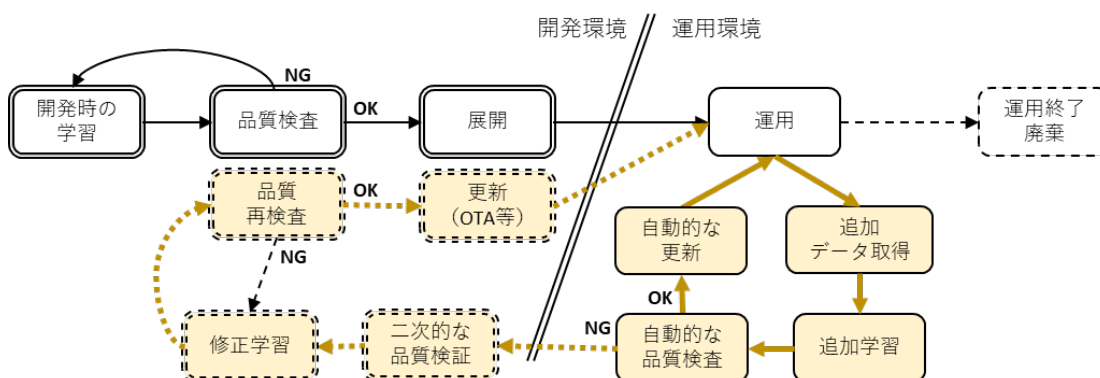 開発環境
運用環境
NG
開発時の
学習
品質検査
OK
展開
運用
運用終了
廃棄
品質
再検査
OK
更新
（OTA等）
自動的な
更新
追加
データ取得
NG
OK
修正学習
二次的な
品質検証
NG
自動的な
品質検査
追加学習